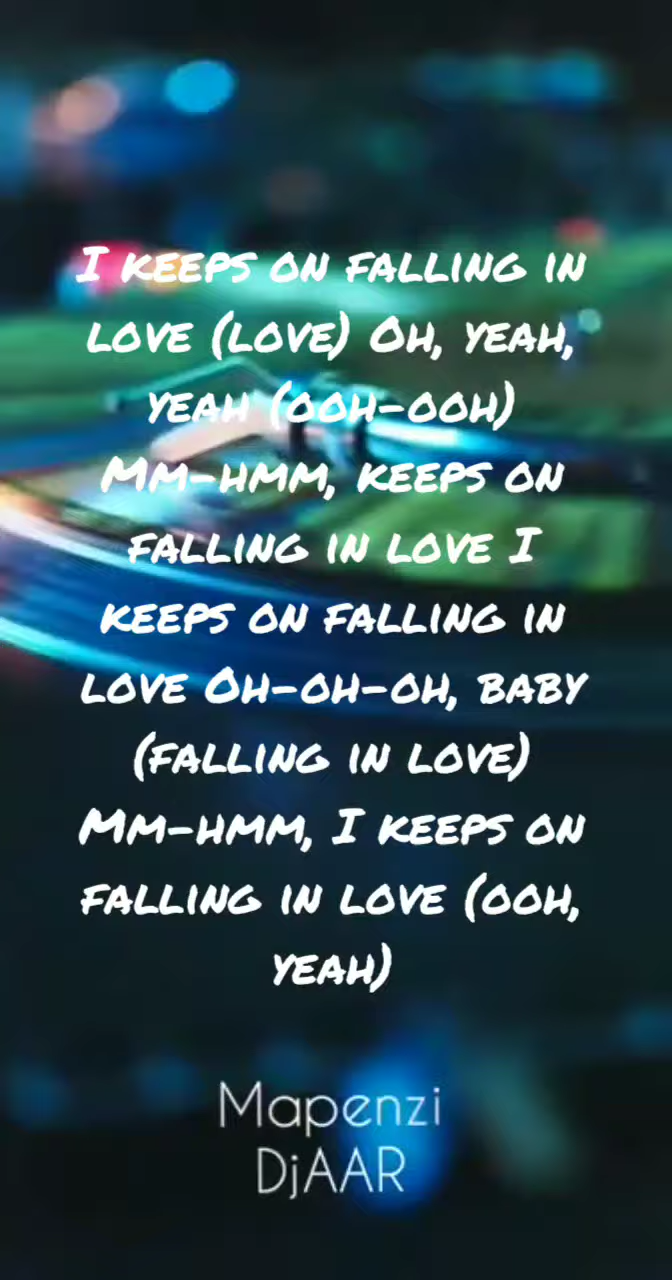 I KEEPS ON FALLING IN
LOVE (LOVE) OH, YEAH,
YEAH (OOH-OOH)
MM-HMM, KEEPS ON
FALLING IN LOVE I
KEEPS ON FALLING IN
LOVE OH-OH-OH, BABY
(FALLING IN LOVE)
MM-HMM, I KEEPS ON
FALLING IN LOVE (OOH,
YEAH)
Mapenzi
DjAAR